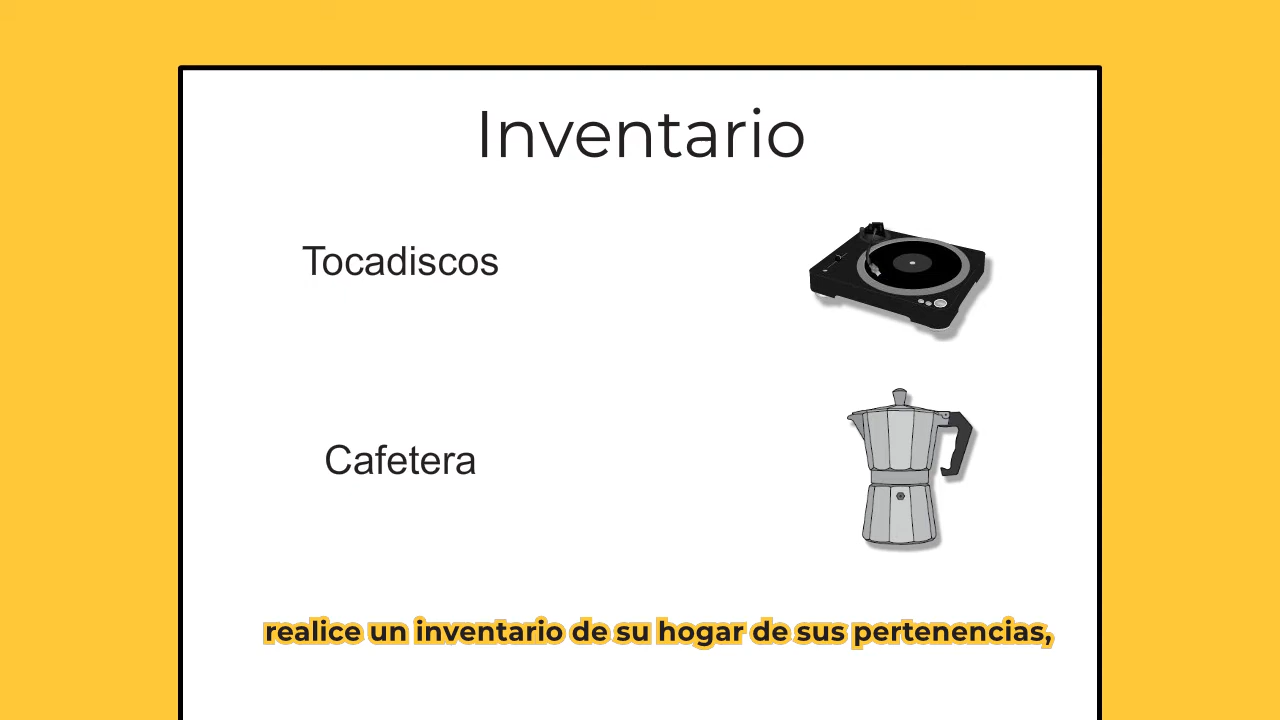 Inventario
Tocadiscos
Cafetera
realice un inventario de su hogar de sus pertenencias,